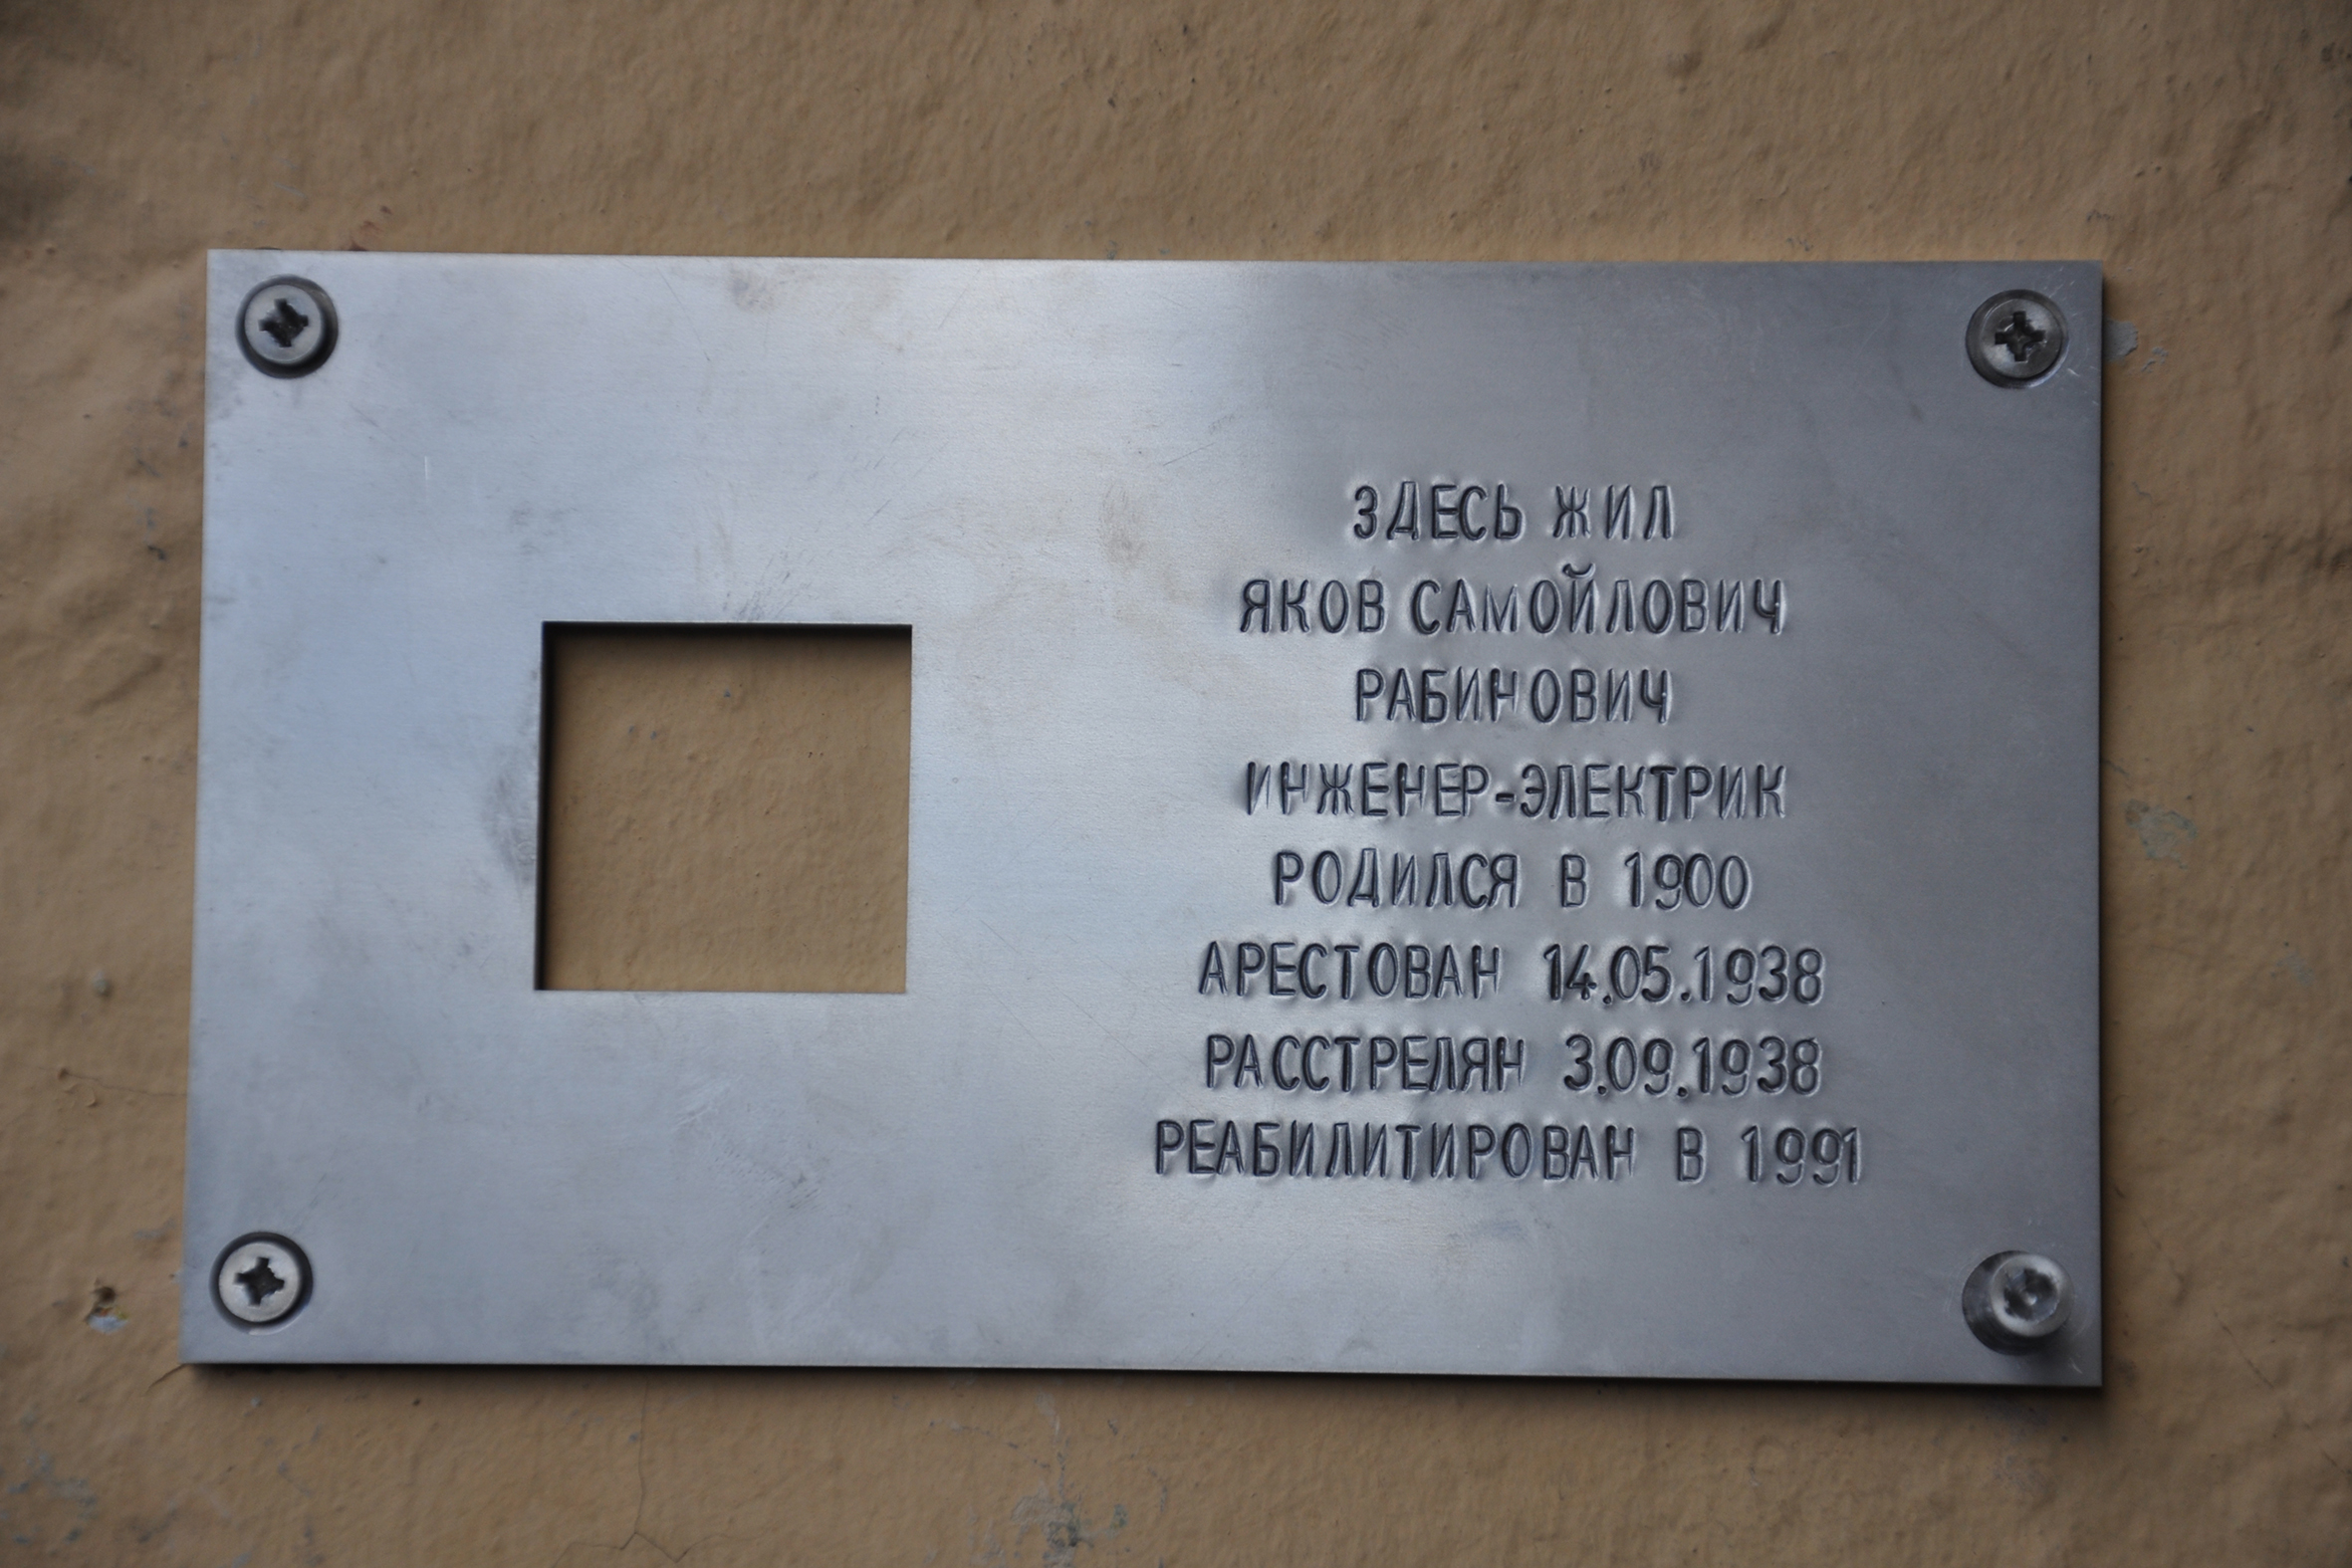 ЗДЕСЬ ЖИЛ
ЯКОВ САМОЙЛОВИЧ
РАБИНОВИЧ
ИНЖЕНЕР-ЭЛЕКТРИК
РОДИЛСЯ В 1900
АРЕСТОВАН 14.05.1938
РАССТРЕЛЯН 3.09.1938
РЕАБИЛИТИРОВАН В 1991